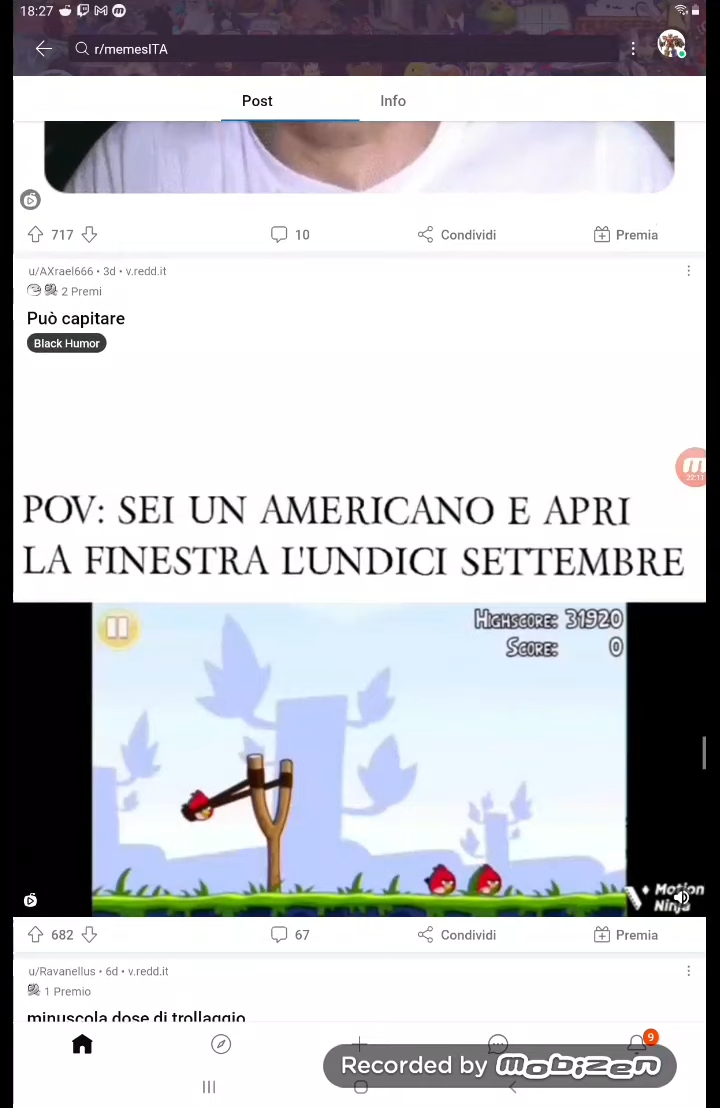 18:27
r/memesITA
Post
Info
717
10
Condividi
Premia
u/AXrael666 • 3d • v.redd.it
2 Premi
Può capitare
Black Humor
22:11
POV: SEI UN AMERICANO E APRI
LA FINESTRA L'UNDICI SETTEMBRE
HIGHSCORE: 31920
SCORE: 0
Motion
Ninja
682
67
Condividi
Premia
u/Ravanellus • 6d • v.redd.it
1 Premio
minuscola dose di trollaggio
9
Recorded by mobizen